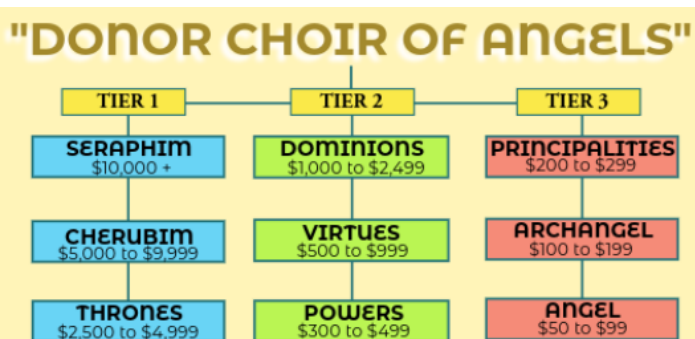 "DONOR CHOIR OF ANGELS"
TIER 1
TIER 2
TIER 3
SERAPHIM
$10,000 +
DOMINIONS
$1,000 to $2,499
PRINCIPALITIES
$200 to $299
CHERUBIM
$5,000 to $9,999
VIRTUES
$500 to $999
ARCHANGEL
$100 to $199
THRONES
$2,500 to $4,999
POWERS
$300 to $499
ANGEL
$50 to $99